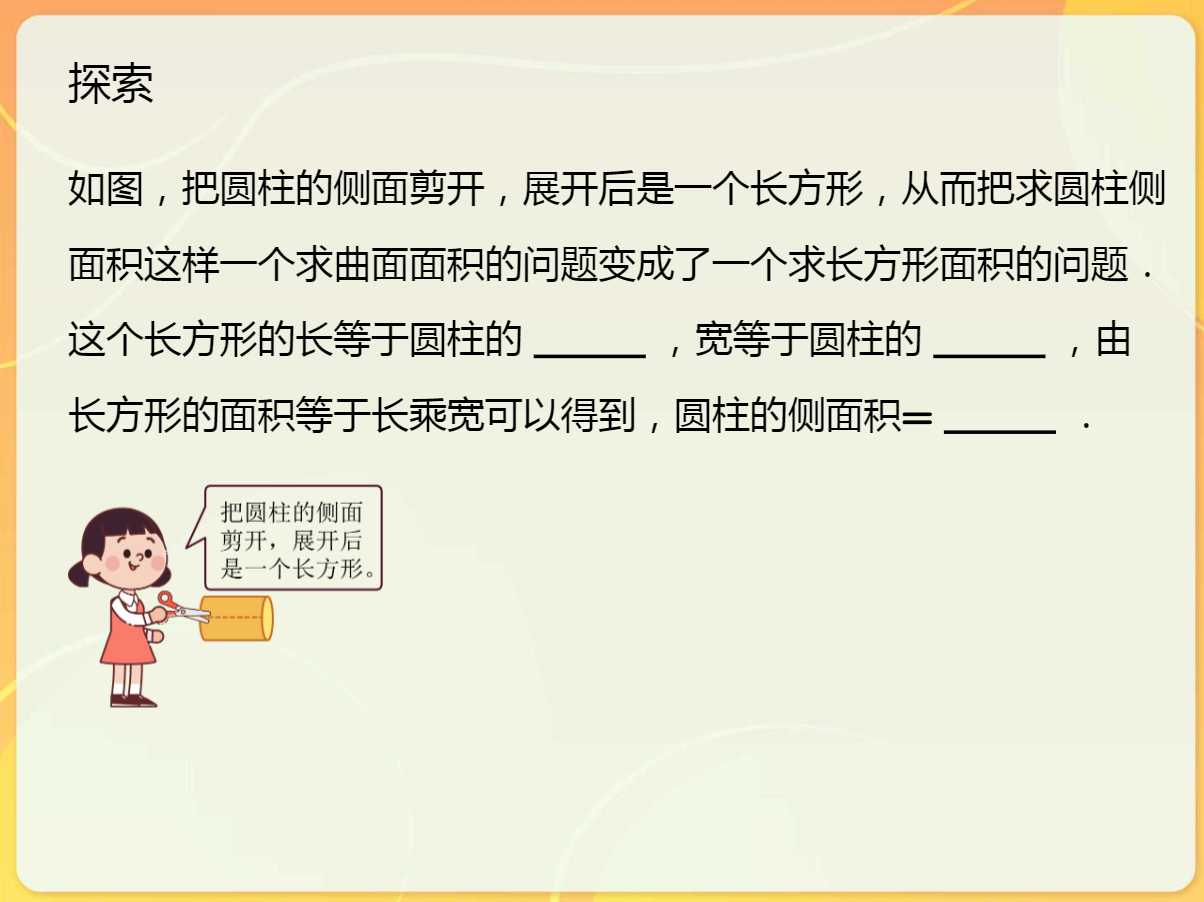 探索
如图，把圆柱的侧面剪开，展开后是一个长方形，从而把求圆柱侧
面积这样一个求曲面面积的问题变成了一个求长方形面积的问题．
这个长方形的长等于圆柱的 ______ ，宽等于圆柱的 ______ ，由
长方形的面积等于长乘宽可以得到，圆柱的侧面积= ______ ．
把圆柱的侧面
剪开，展开后
是一个长方形。